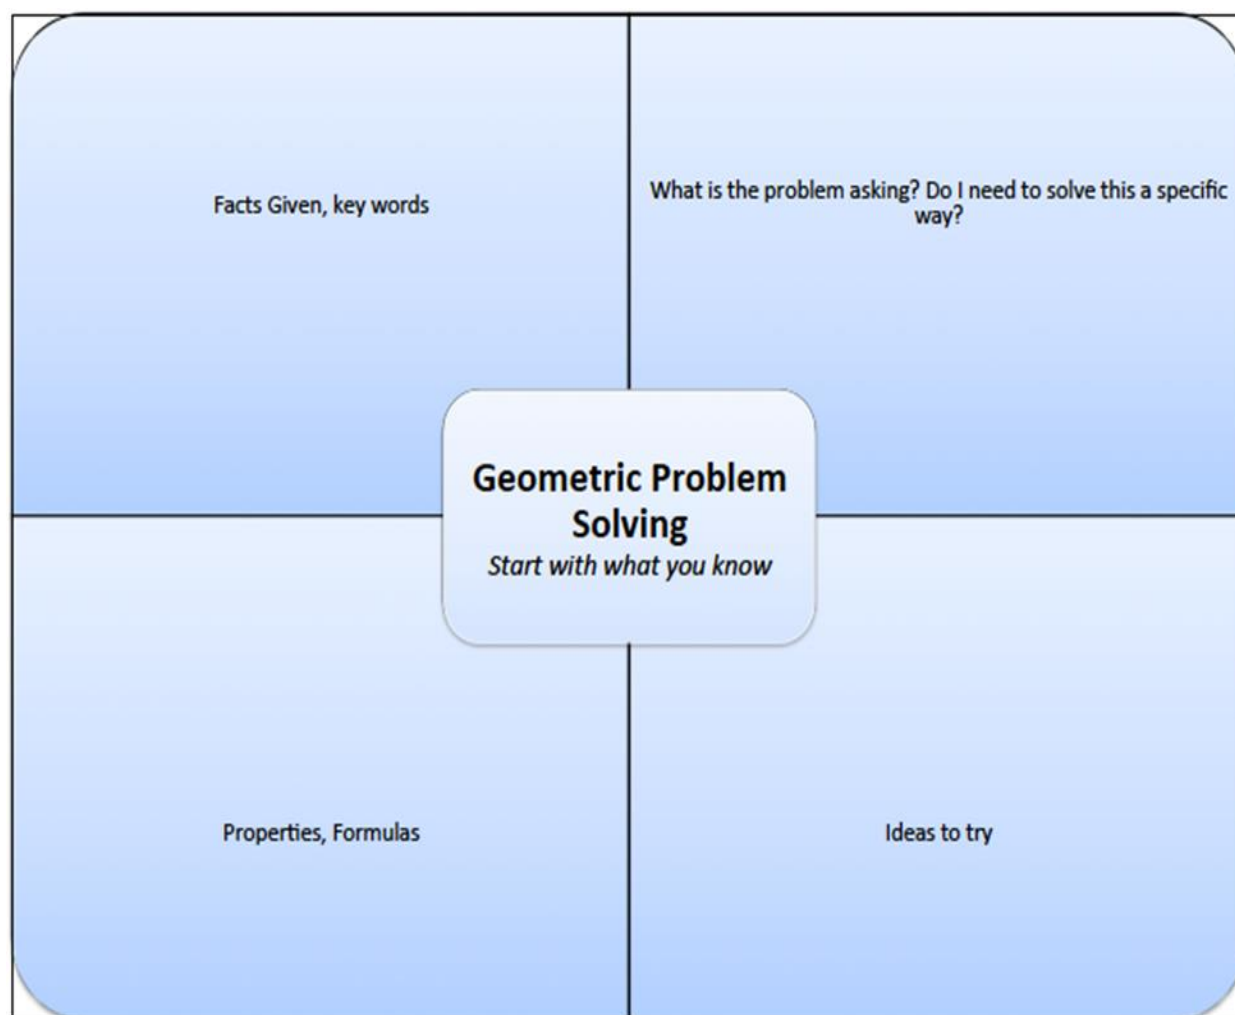 Facts Given, key words
What is the problem asking? Do I need to solve this a specific
way?
Geometric Problem
Solving
Start with what you know
Properties, Formulas
Ideas to try